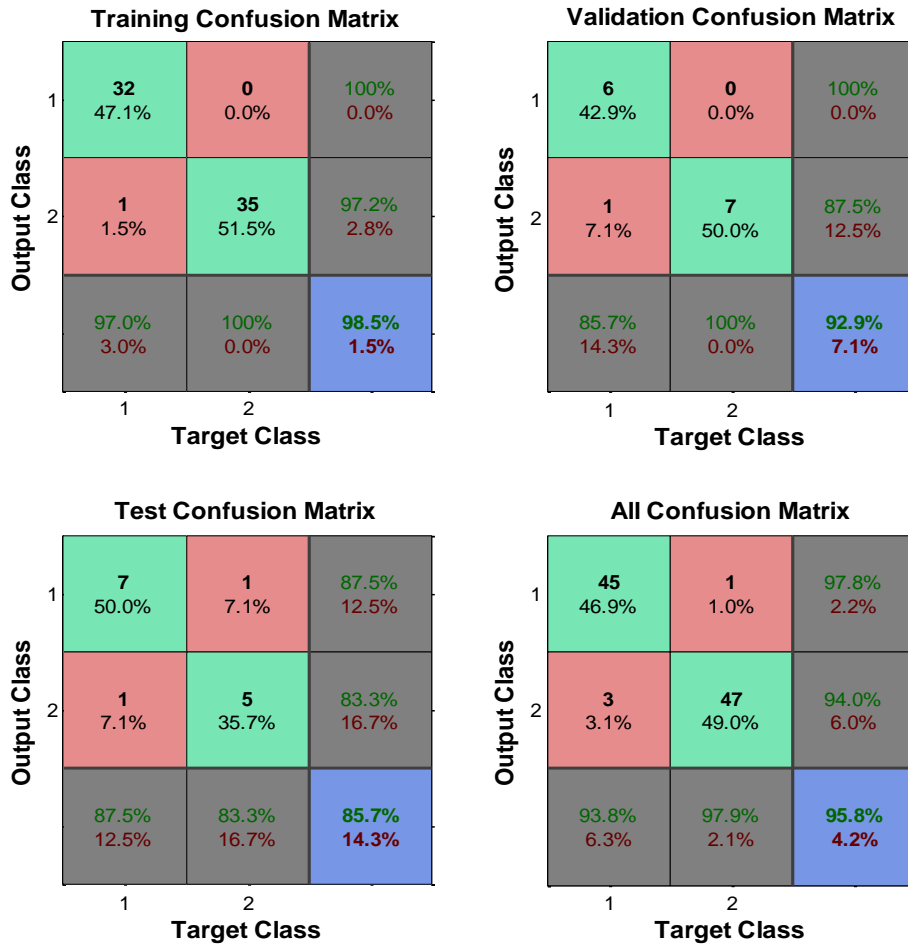 Training Confusion Matrix
Output Class
1
32 0 100%
47.1% 0.0% 0.0%
2
1 35 97.2%
1.5% 51.5% 2.8%
97.0% 100% 98.5%
3.0% 0.0% 1.5%
1 2
Target Class
Validation Confusion Matrix
Output Class
1
6 0 100%
42.9% 0.0% 0.0%
2
1 7 87.5%
7.1% 50.0% 12.5%
85.7% 100% 92.9%
14.3% 0.0% 7.1%
1 2
Target Class
Test Confusion Matrix
Output Class
1
7 1 87.5%
50.0% 7.1% 12.5%
2
1 5 83.3%
7.1% 35.7% 16.7%
87.5% 83.3% 85.7%
12.5% 16.7% 14.3%
1 2
Target Class
All Confusion Matrix
Output Class
1
45 1 97.8%
46.9% 1.0% 2.2%
2
3 47 94.0%
3.1% 49.0% 6.0%
93.8% 97.9% 95.8%
6.3% 2.1% 4.2%
1 2
Target Class